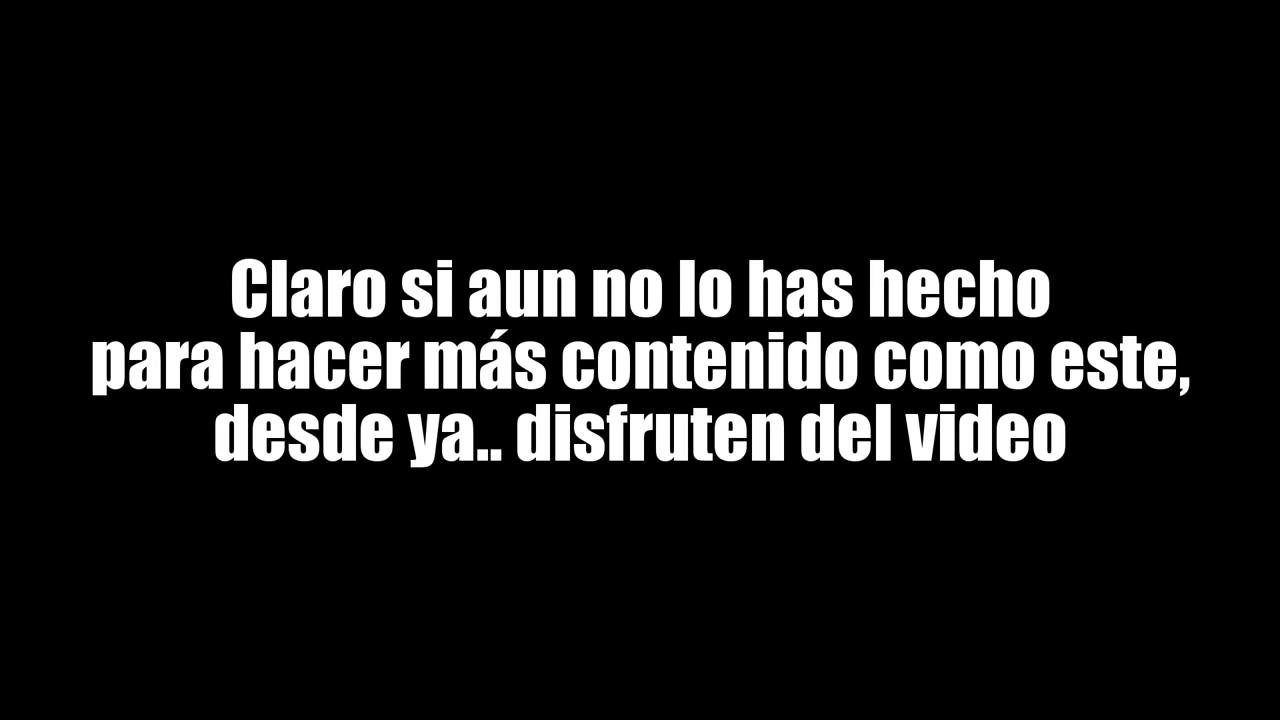 Claro si aun no lo has hecho
para hacer más contenido como este,
desde ya.. disfruten del video